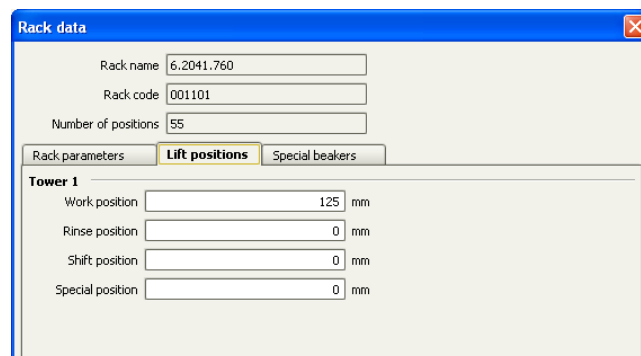 Rack data
Rack name 6.2041.760
Rack code 001101
Number of positions 55
Rack parameters Lift positions Special beakers
Tower 1
Work position 125 mm
Rinse position 0 mm
Shift position 0 mm
Special position 0 mm